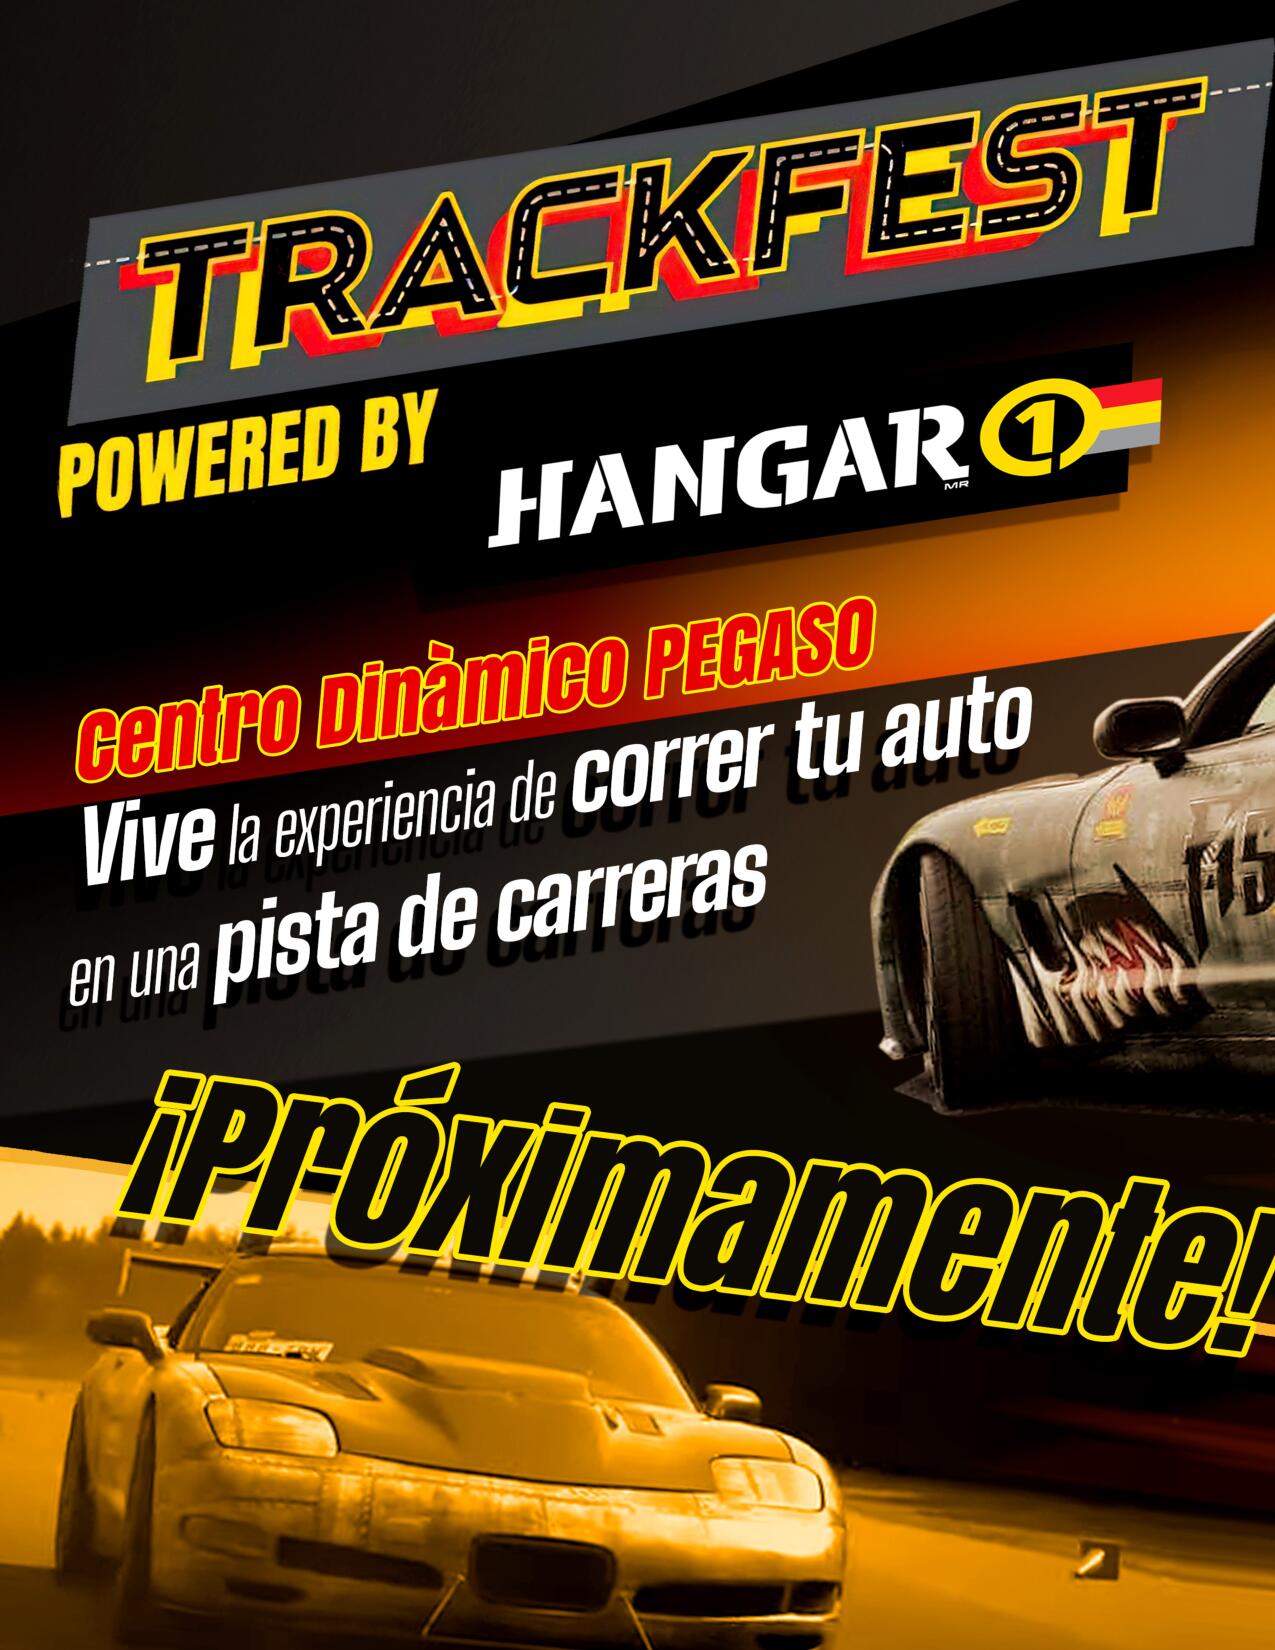 TRACKFEST
POWERED BY
HANGAR 1
MR
Centro Dinàmico PEGASO
Vive la experiencia de correr tu auto
en una pista de carreras
¡Próximamente!